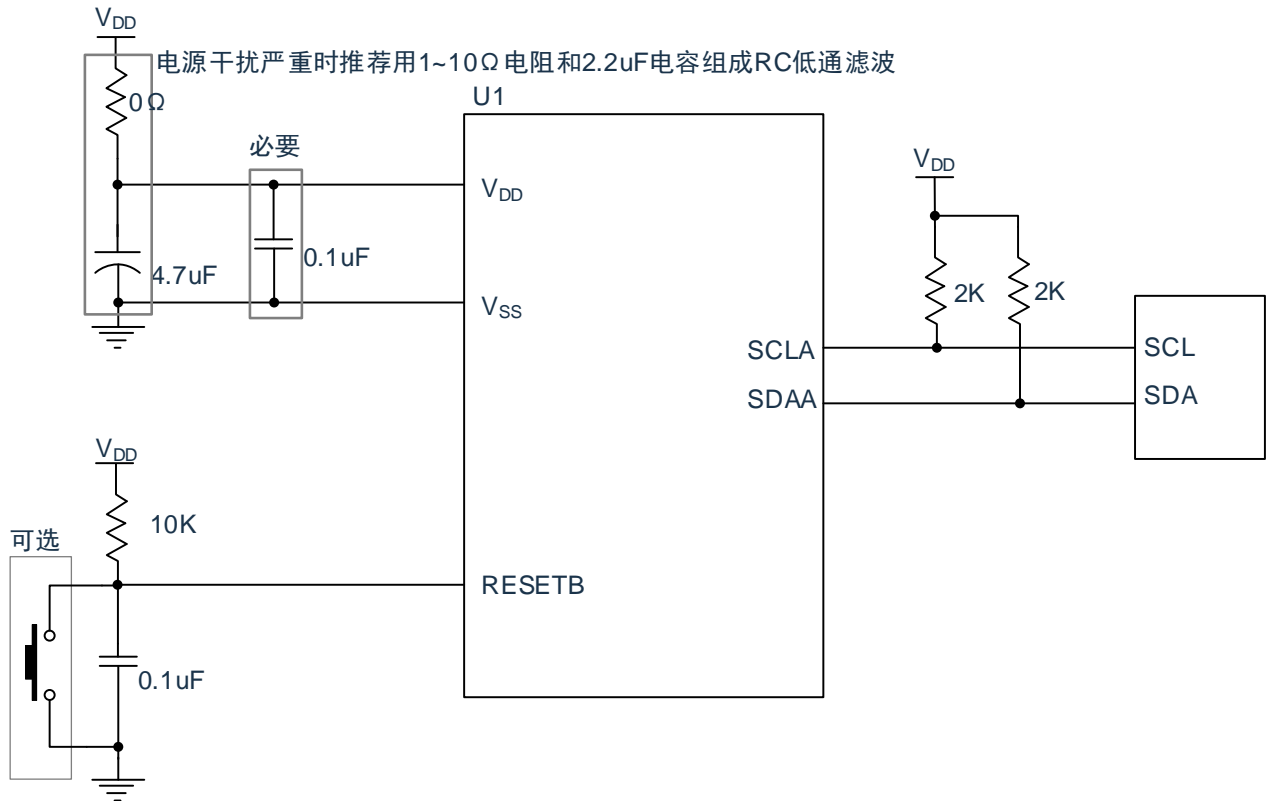 VDD
电源干扰严重时推荐用1~10Ω电阻和2.2uF电容组成RC低通滤波
0Ω
U1
必要
VDD
VDD
0.1uF
4.7uF
VSS
2K
2K
SCLA
SCL
SDAA
SDA
VDD
10K
可选
RESETB
0.1uF